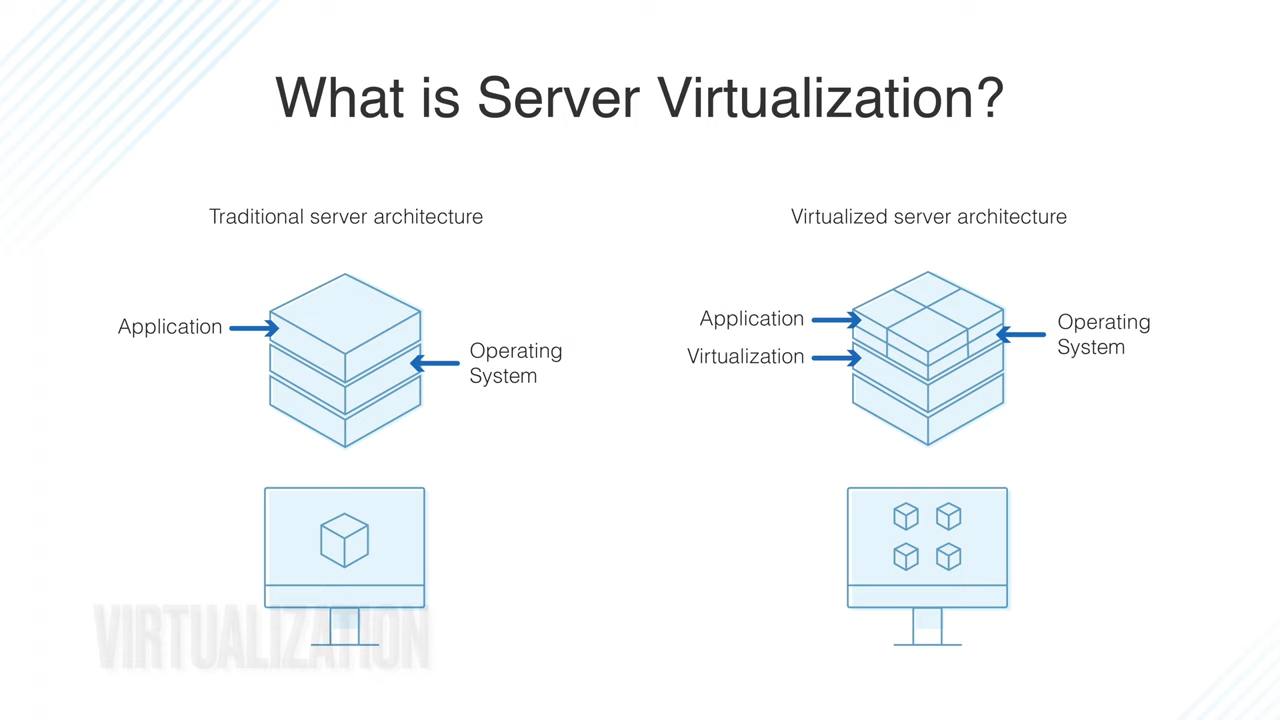 What is Server Virtualization?
Traditional server architecture
Application
Operating
System
Virtualized server architecture
Application
Virtualization
Operating
System
VIRTUALIZATION